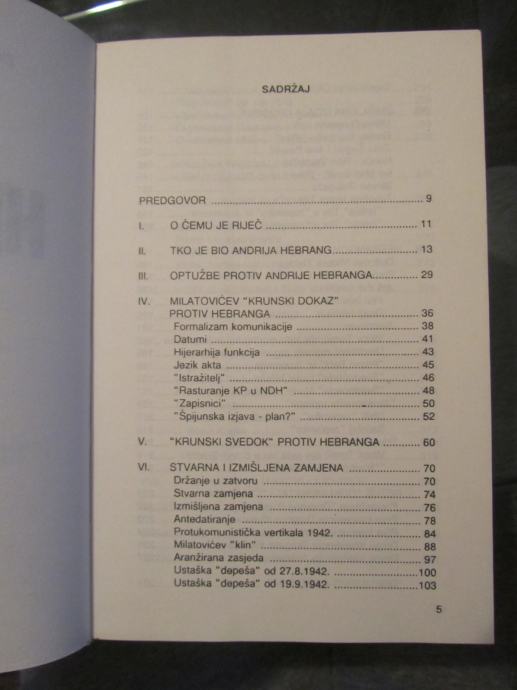 SADRŽAJ
PREDGOVOR ........................................................ 9
I. O ČEMU JE RIJEČ ........................................ 11
II. TKO JE BIO ANDRIJA HEBRANG...................... 13
III. OPTUŽBE PROTIV ANDRIJE HEBRANGA............ 29
IV. MILATOVIĆEV "KRUNSKI DOKAZ"
PROTIV HEBRANGA ........................................ 36
Formalizam komunikacije .................................. 38
Datumi ........................................................ 41
Hijerarhija funkcija .......................................... 43
Jezik akta .................................................... 45
"Istražitelj" .................................................... 46
"Rasturanje KP u NDH" .................................. 48
"Zapisnici" .................................................... 50
"Špijunska izjava - plan?" .................................. 52
V. "KRUNSKI SVEDOK" PROTIV HEBRANGA .......... 60
VI. STVARNA I IZMIŠLJENA ZAMJENA .................. 70
Držanje u zatvoru .......................................... 70
Stvarna zamjena ............................................ 74
Izmišljena zamjena .......................................... 76
Antedatiranje ................................................ 78
Protukomunistička vertikala 1942. ...................... 84
Milatovićev "klin" ............................................ 88
Aranžirana zasjeda .......................................... 97
Ustaška "depeša" od 27.8.1942. ...................... 100
Ustaška "depeša" od 19.9.1942. ...................... 103
5